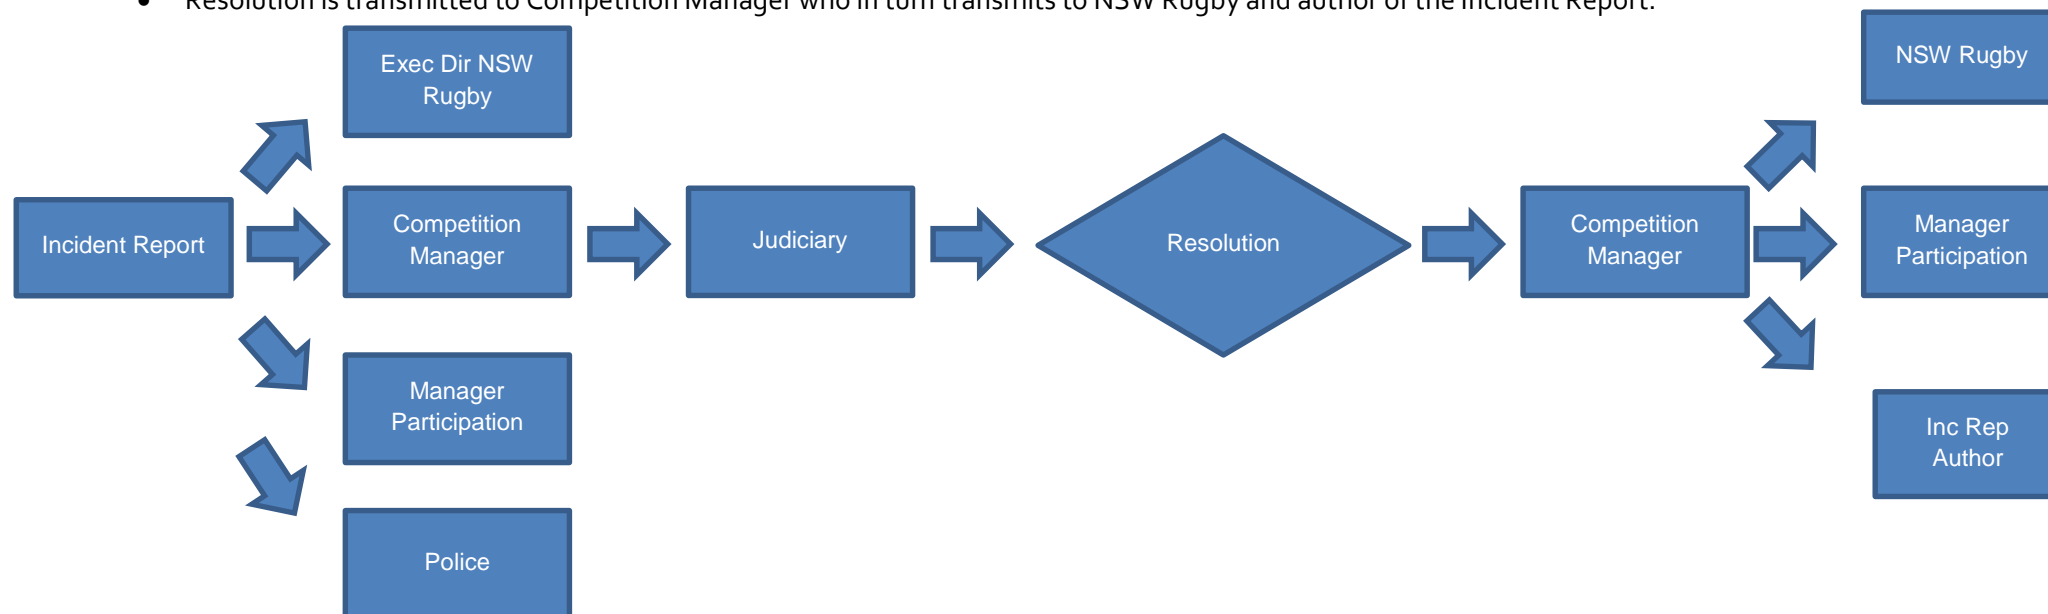 • Resolution is transmitted to Competition Manager who in turn transmits to NSW Rugby and author of the Incident Report.
Exec Dir NSW
Rugby
NSW Rugby
Incident Report
Competition
Manager
Judiciary
Resolution
Competition
Manager
Manager
Participation
Manager
Participation
Inc Rep
Author
Police